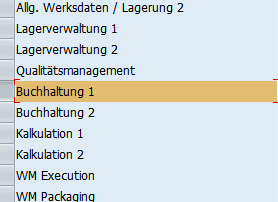 Allg. Werksdaten / Lagerung 2
Lagerverwaltung 1
Lagerverwaltung 2
Qualitätsmanagement
Buchhaltung 1
Buchhaltung 2
Kalkulation 1
Kalkulation 2
WM Execution
WM Packaging